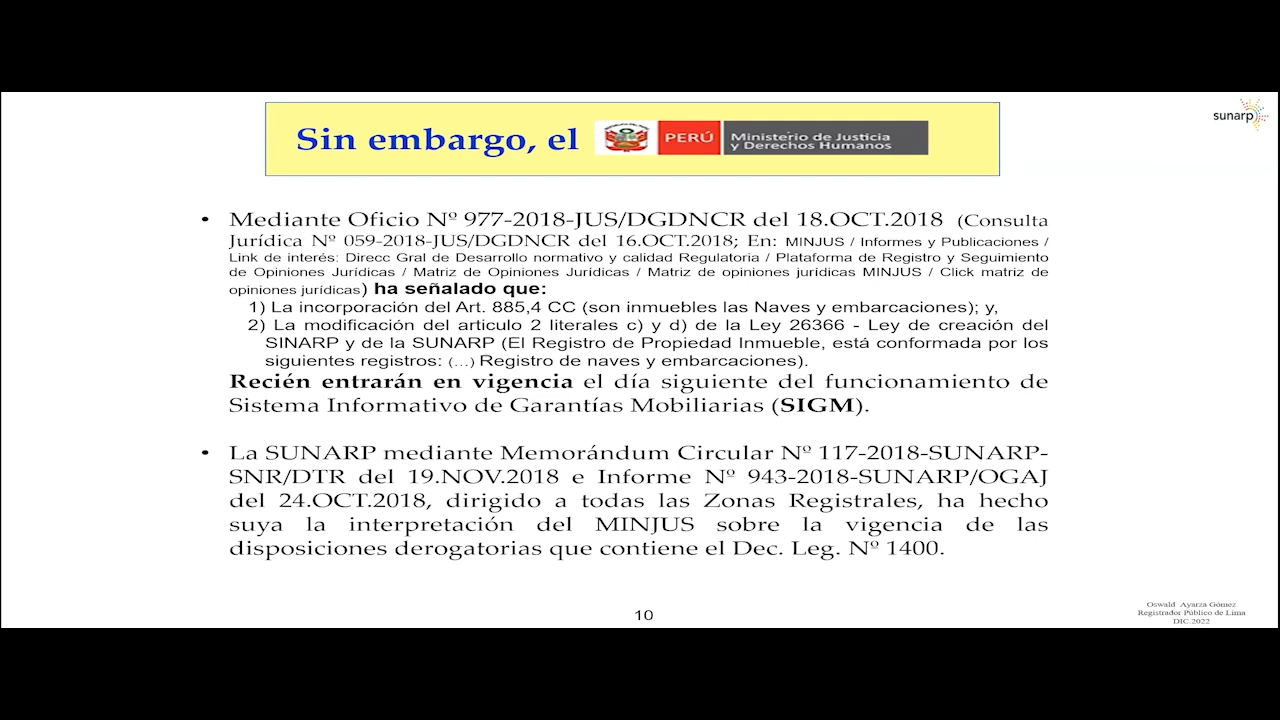 Sin embargo, el
PERÚ
Ministerio de Justicia
y Derechos Humanos
sunarp
• Mediante Oficio Nº 977-2018-JUS/DGDNCR del 18.OCT.2018 (Consulta
Jurídica Nº 059-2018-JUS/DGDNCR del 16.OCT.2018; En: MINJUS / Informes y Publicaciones /
Link de interés: Direcc Gral de Desarrollo normativo y calidad Regulatoria / Plataforma de Registro y Seguimiento
de Opiniones Jurídicas / Matriz de Opiniones Jurídicas / Matriz de opiniones jurídicas MINJUS / Click matriz de
opiniones jurídicas) ha señalado que:
1) La incorporación del Art. 885,4 CC (son inmuebles las Naves y embarcaciones); y,
2) La modificación del articulo 2 literales c) y d) de la Ley 26366 - Ley de creación del
SINARP y de la SUNARP (El Registro de Propiedad Inmueble, está conformada por los
siguientes registros: (...) Registro de naves y embarcaciones).
Recién entrarán en vigencia el día siguiente del funcionamiento de
Sistema Informativo de Garantías Mobiliarias (SIGM).
• La SUNARP mediante Memorándum Circular Nº 117-2018-SUNARP-
SNR/DTR del 19.NOV.2018 e Informe Nº 943-2018-SUNARP/OGAJ
del 24.OCT.2018, dirigido a todas las Zonas Registrales, ha hecho
suya la interpretación del MINJUS sobre la vigencia de las
disposiciones derogatorias que contiene el Dec. Leg. Nº 1400.
10
Oswald Ayarza Gómez
Registrador Público de Lima
DIC.2022